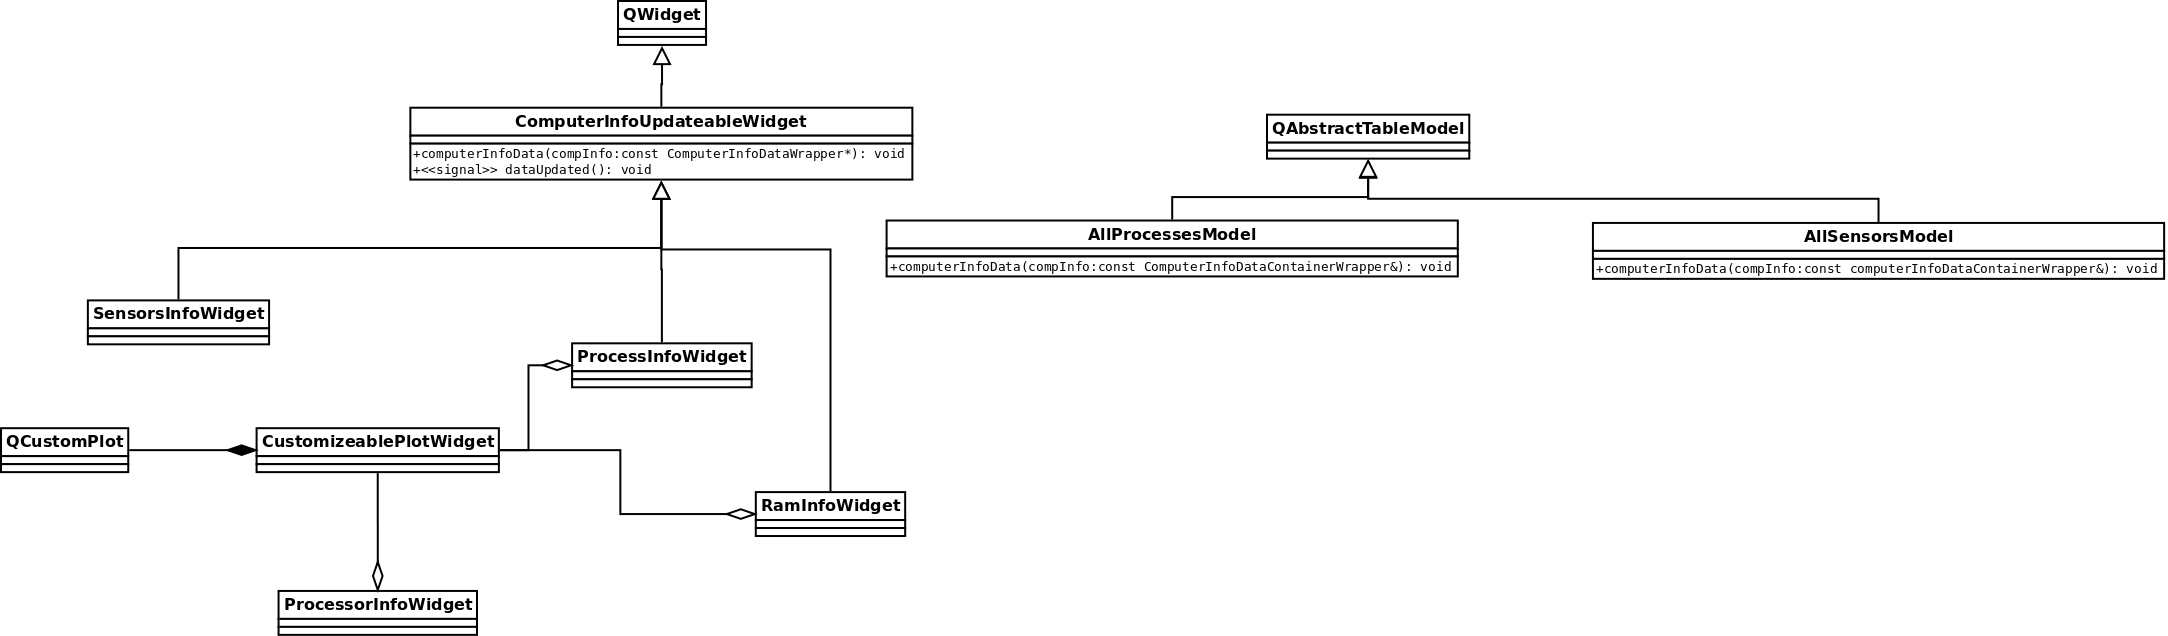 QWidget
ComputerInfoUpdateableWidget
+computerInfoData(compInfo:const ComputerInfoDataWrapper*): void
+<<signal>> dataUpdated(): void
QAbstractTableModel
AllProcessesModel
+computerInfoData(compInfo:const ComputerInfoDataContainerWrapper&): void
AllSensorsModel
+computerInfoData(compInfo:const computerInfoDataContainerWrapper&): void
SensorsInfoWidget
ProcessInfoWidget
QCustomPlot
CustomizeablePlotWidget
RamInfoWidget
ProcessorInfoWidget